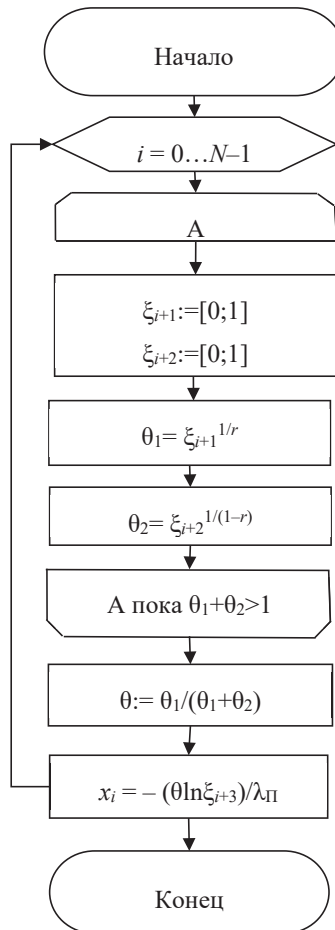 Начало
i = 0…N–1
А
ξi+1:=[0;1]
ξi+2:=[0;1]
θ1= ξi+1^1/r
θ2= ξi+2^1/(1–r)
А пока θ1+θ2>1
θ:= θ1/(θ1+θ2)
xi = – (θlnξi+3)/λП
Конец